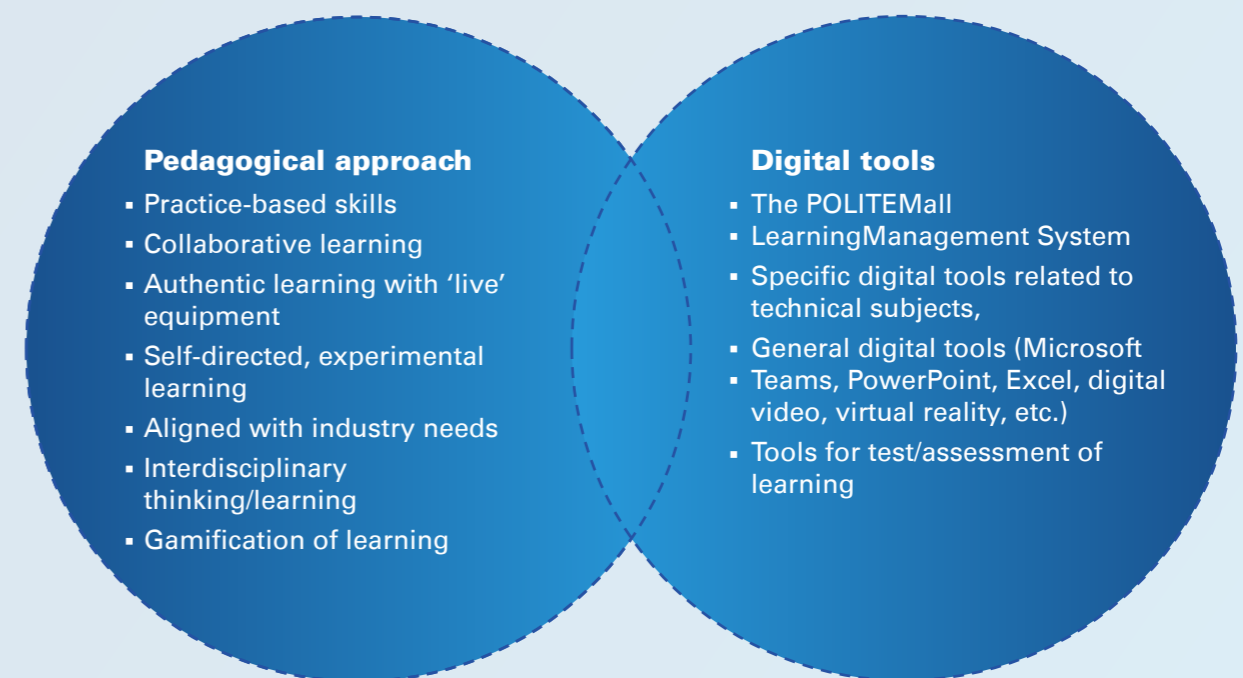 Pedagogical approach
▪ Practice-based skills
▪ Collaborative learning
▪ Authentic learning with ‘live’
equipment
▪ Self-directed, experimental
learning
▪ Aligned with industry needs
▪ Interdisciplinary
thinking/learning
▪ Gamification of learning
Digital tools
▪ The POLITEMall
▪ LearningManagement System
▪ Specific digital tools related to
technical subjects,
▪ General digital tools (Microsoft
▪ Teams, PowerPoint, Excel, digital
video, virtual reality, etc.)
▪ Tools for test/assessment of
learning